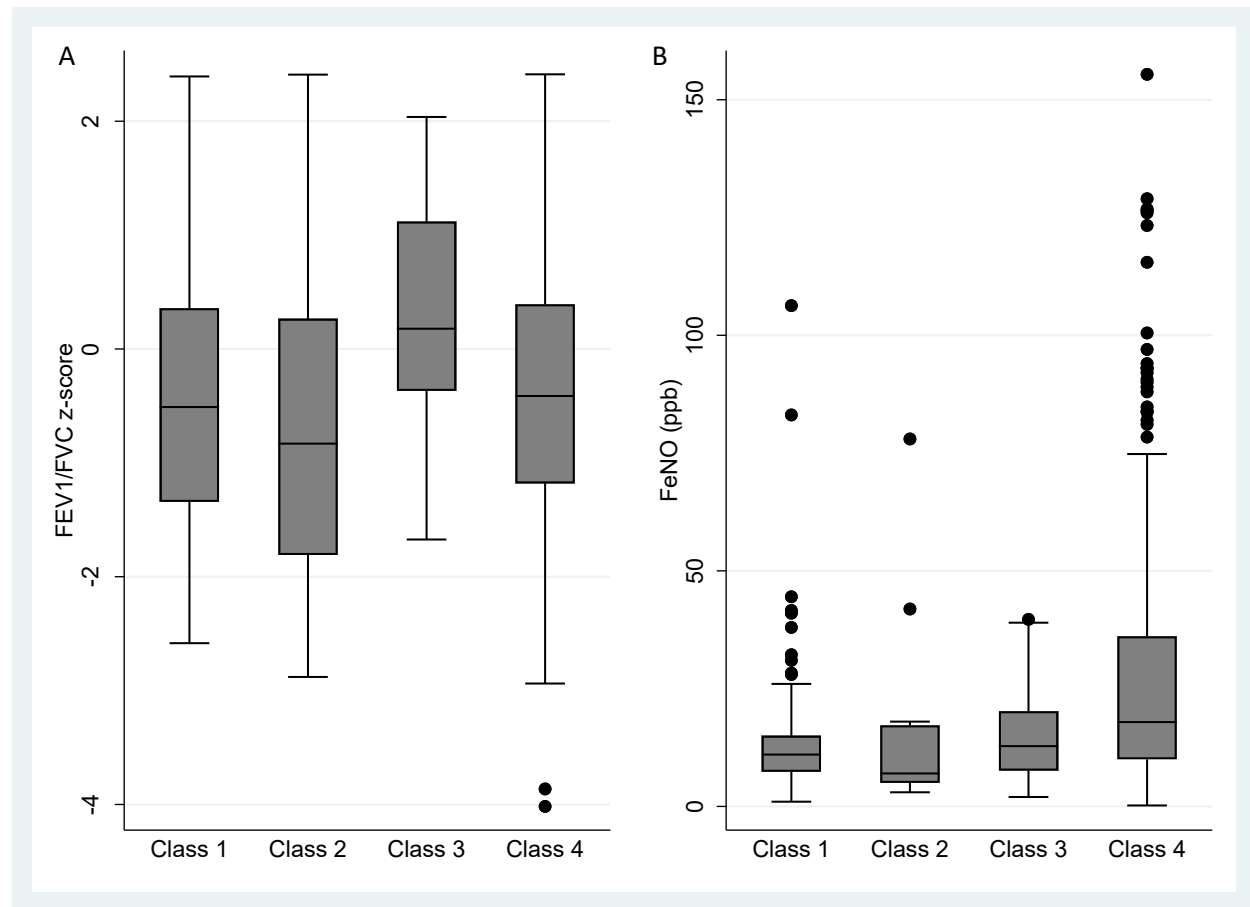 A
FEV1/FVC z-score
2
0
-2
-4
Class 1 Class 2 Class 3 Class 4
B
FeNO (ppb)
150
100
50
0
Class 1 Class 2 Class 3 Class 4